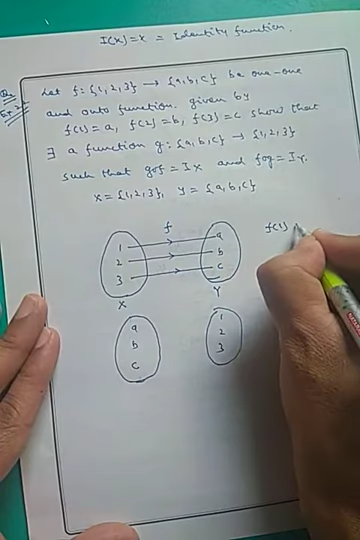 I(x) = x = Identity function.
Q. Let f: {1, 2, 3} → {a, b, c} be one-one
and onto function given by
f(1) = a, f(2) = b, f(3) = c show that
∃ a function g: {a, b, c} → {1, 2, 3}
such that gof = Ix and fog = Iy.
X = {1, 2, 3}, Y = {a, b, c}
f
f(1)
1 a
2 b
3 c
X Y
a 1
b 2
c 3